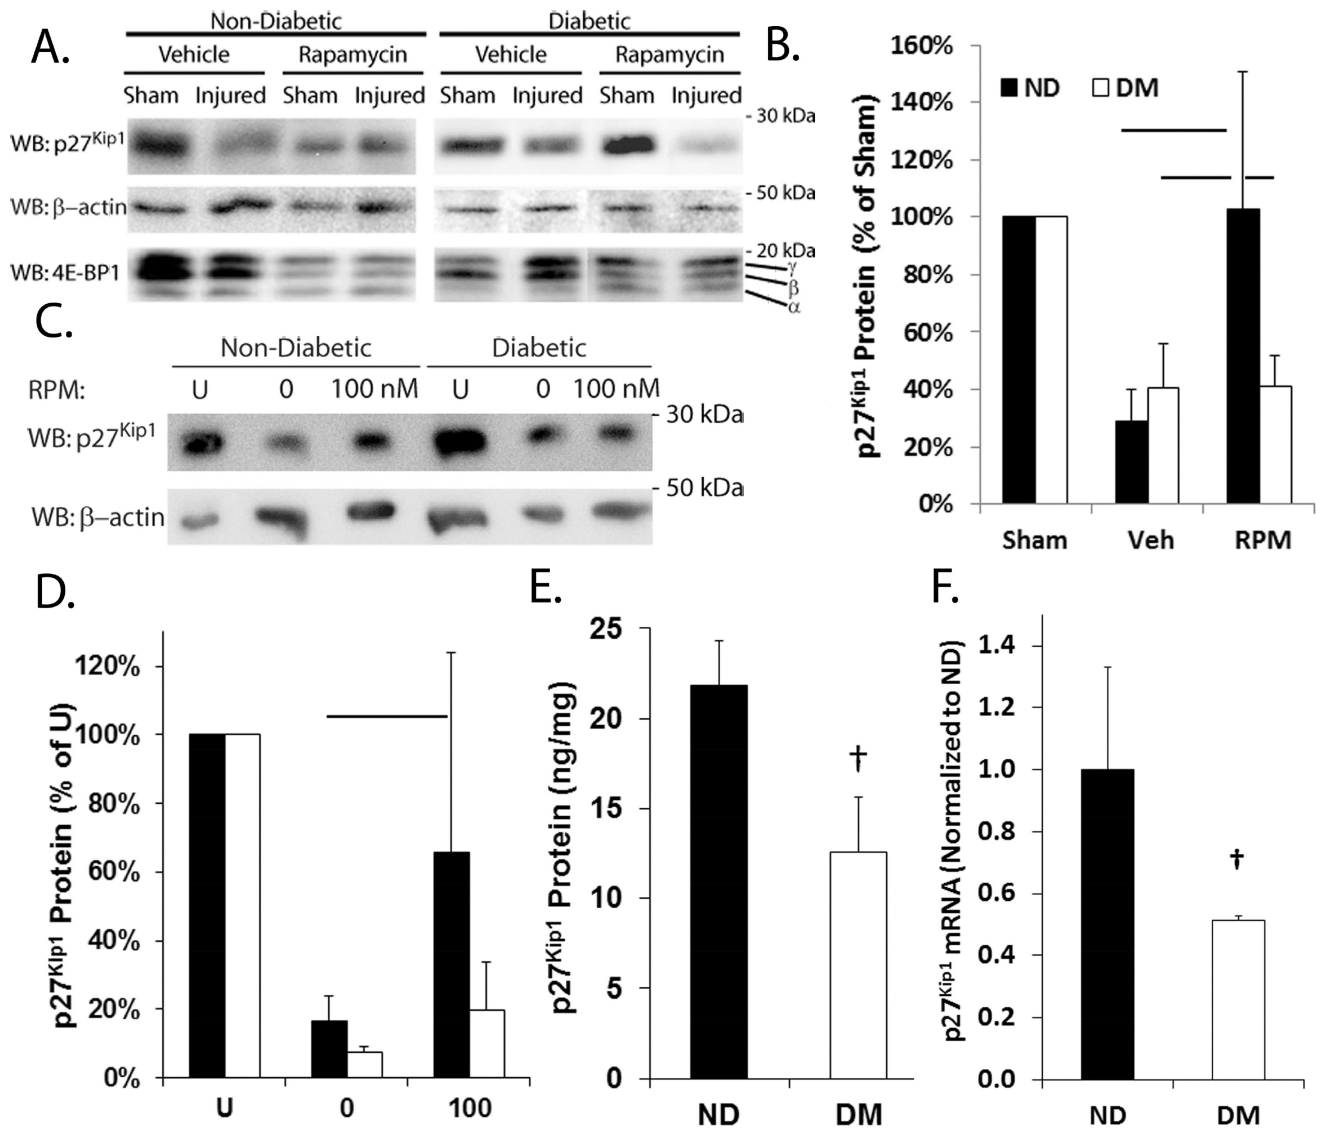 A.
Non-Diabetic Diabetic
Vehicle Rapamycin Vehicle Rapamycin
Sham Injured Sham Injured Sham Injured Sham Injured
WB: p27Kip1 - 30 kDa
WB: β–actin - 50 kDa
WB: 4E-BP1 - 20 kDa
γ
β
α
B.
p27Kip1 Protein (% of Sham)
160%
140%
120%
100%
80%
60%
40%
20%
0%
ND DM
Sham Veh RPM
C.
Non-Diabetic Diabetic
RPM: U 0 100 nM U 0 100 nM
WB: p27Kip1 - 30 kDa
WB: β–actin - 50 kDa
D.
p27Kip1 Protein (% of U)
120%
100%
80%
60%
40%
20%
0%
U 0 100
E.
p27Kip1 Protein (ng/mg)
25
20
15
10
5
0
†
ND DM
F.
p27Kip1 mRNA (Normalized to ND)
1.4
1.2
1.0
0.8
0.6
0.4
0.2
0.0
†
ND DM